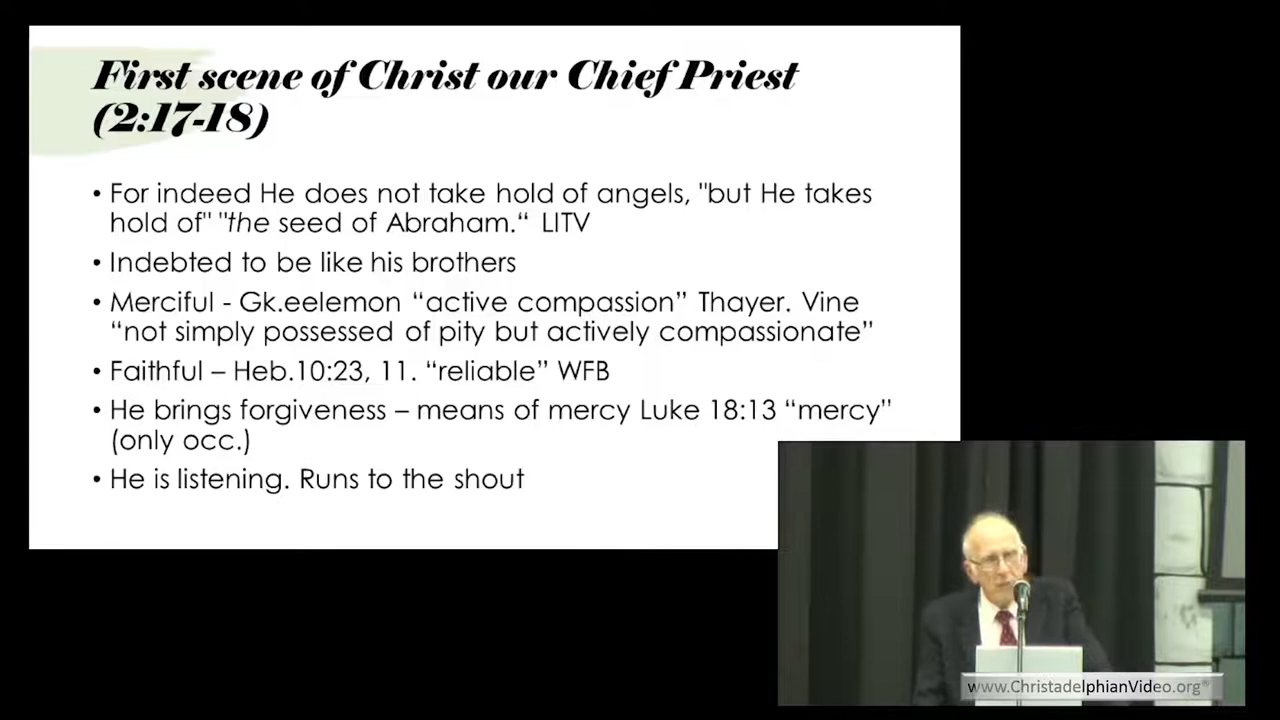 First scene of Christ our Chief Priest
(2:17-18)
• For indeed He does not take hold of angels, "but He takes
hold of" "the seed of Abraham.“ LITV
• Indebted to be like his brothers
• Merciful - Gk.eelemon “active compassion” Thayer. Vine
“not simply possessed of pity but actively compassionate”
• Faithful – Heb.10:23, 11. “reliable” WFB
• He brings forgiveness – means of mercy Luke 18:13 “mercy”
(only occ.)
• He is listening. Runs to the shout
www.ChristadelphianVideo.org®